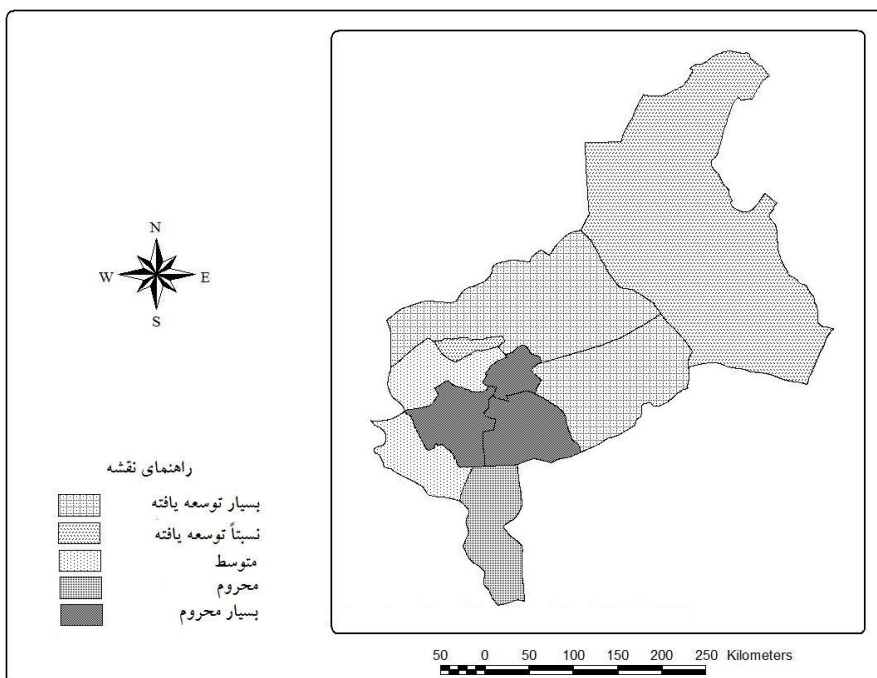 N
W E
S
راهنمای نقشه
بسیار توسعه یافته
نسبتاً توسعه یافته
متوسط
محروم
بسیار محروم
50 0 50 100 150 200 250 Kilometers